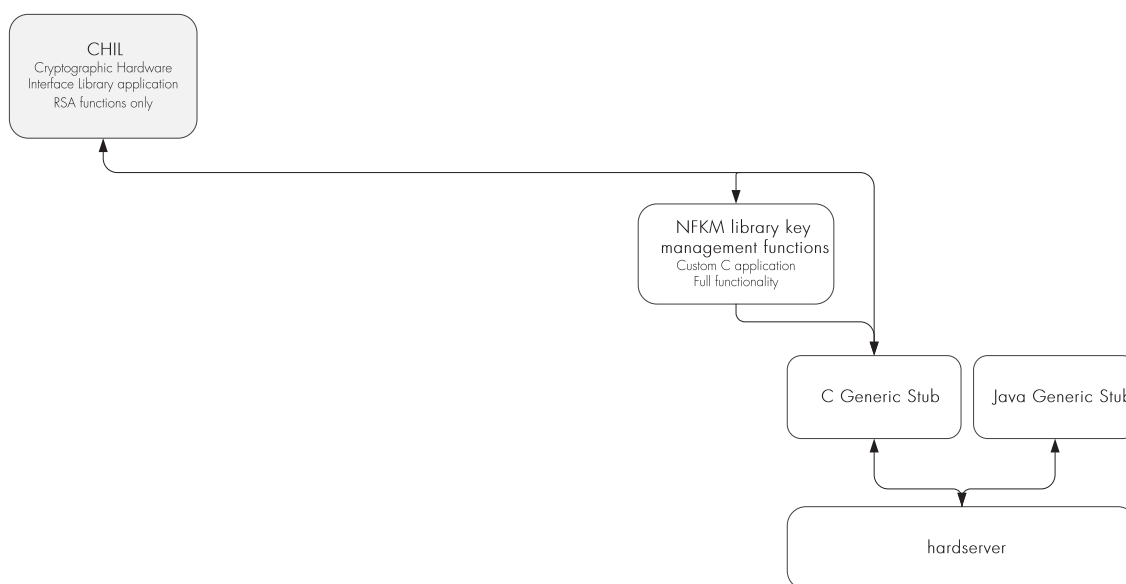 CHIL
Cryptographic Hardware
Interface Library application
RSA functions only
NFKM library key
management functions
Custom C application
Full functionality
C Generic Stub
Java Generic Stub
hardserver